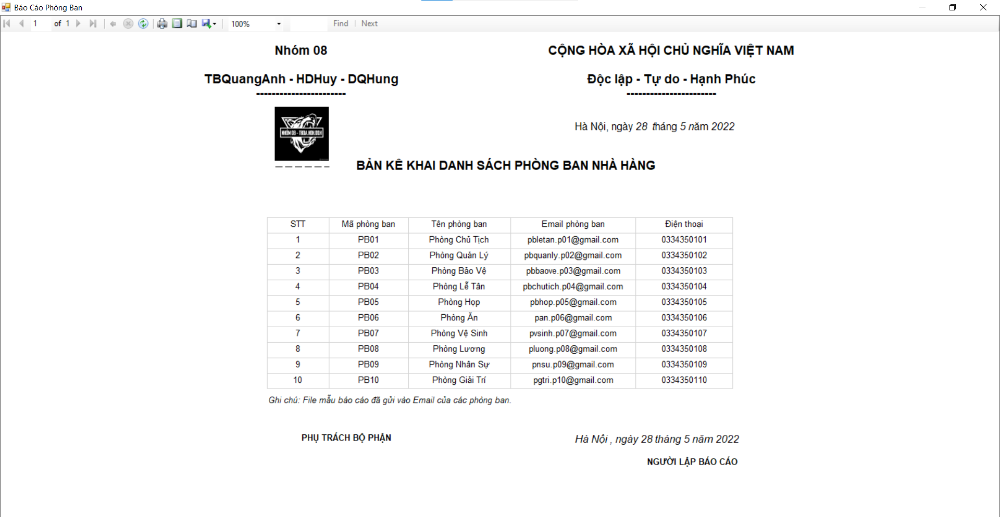 Báo Cáo Phòng Ban
1 of 1 100% Find Next
Nhóm 08
CỘNG HÒA XÃ HỘI CHỦ NGHĨA VIỆT NAM
TBQuangAnh - HDHuy - DQHung
Độc lập - Tự do - Hạnh Phúc
-----------------------
-----------------------
Hà Nội, ngày 28 tháng 5 năm 2022
NHÓM 08 - TBQA.HDH.DQH
BẢN KÊ KHAI DANH SÁCH PHÒNG BAN NHÀ HÀNG
STT Mã phòng ban Tên phòng ban Email phòng ban Điện thoại
1 PB01 Phòng Chủ Tịch pbletan.p01@gmail.com 0334350101
2 PB02 Phòng Quản Lý pbquanly.p02@gmail.com 0334350102
3 PB03 Phòng Bảo Vệ pbbaove.p03@gmail.com 0334350103
4 PB04 Phòng Lễ Tân pbchutich.p04@gmail.com 0334350104
5 PB05 Phòng Họp pbhop.p05@gmail.com 0334350105
6 PB06 Phòng Ăn pan.p06@gmail.com 0334350106
7 PB07 Phòng Vệ Sinh pvsinh.p07@gmail.com 0334350107
8 PB08 Phòng Lương pluong.p08@gmail.com 0334350108
9 PB09 Phòng Nhân Sự pnsu.p09@gmail.com 0334350109
10 PB10 Phòng Giải Trí pgtri.p10@gmail.com 0334350110
Ghi chú: File mẫu báo cáo đã gửi vào Email của các phòng ban.
PHỤ TRÁCH BỘ PHẬN
Hà Nội , ngày 28 tháng 5 năm 2022
NGƯỜI LẬP BÁO CÁO